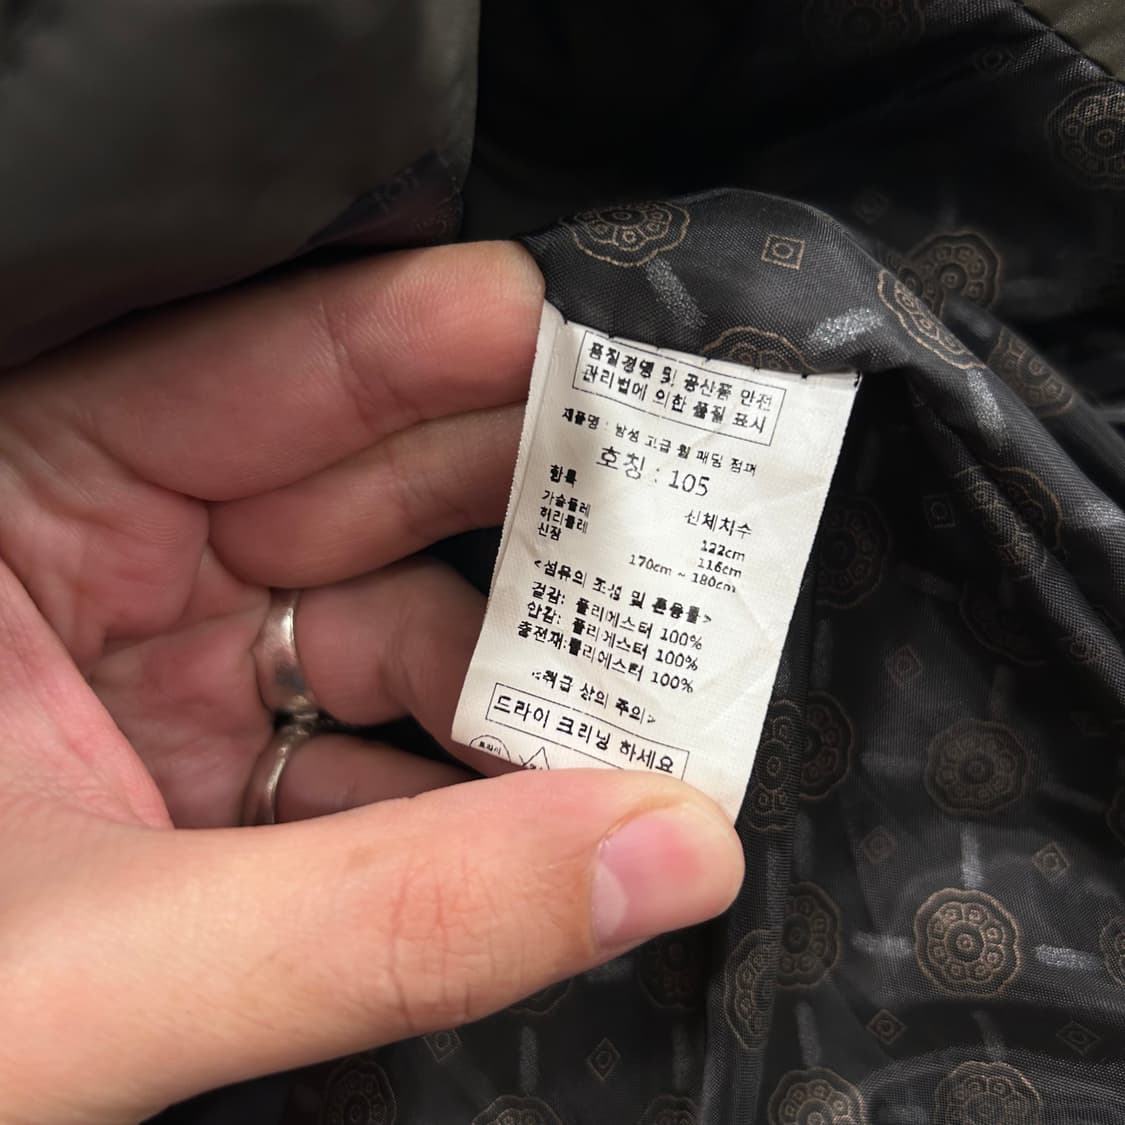 품질경영 및 공산품 안전
관리법에 의한 품질 표시
제품명 : 남성 고급 웰 패딩 점퍼
호칭 : 105
항목 신체치수
가슴둘레 122cm
허리둘레 116cm
신장 170cm ~ 180cm
<섬유의 조성 및 혼용률>
겉감: 폴리에스터 100%
안감: 폴리에스터 100%
충전재:폴리에스터 100%
<취급 상의 주의>
드라이 크리닝 하세요
드라이